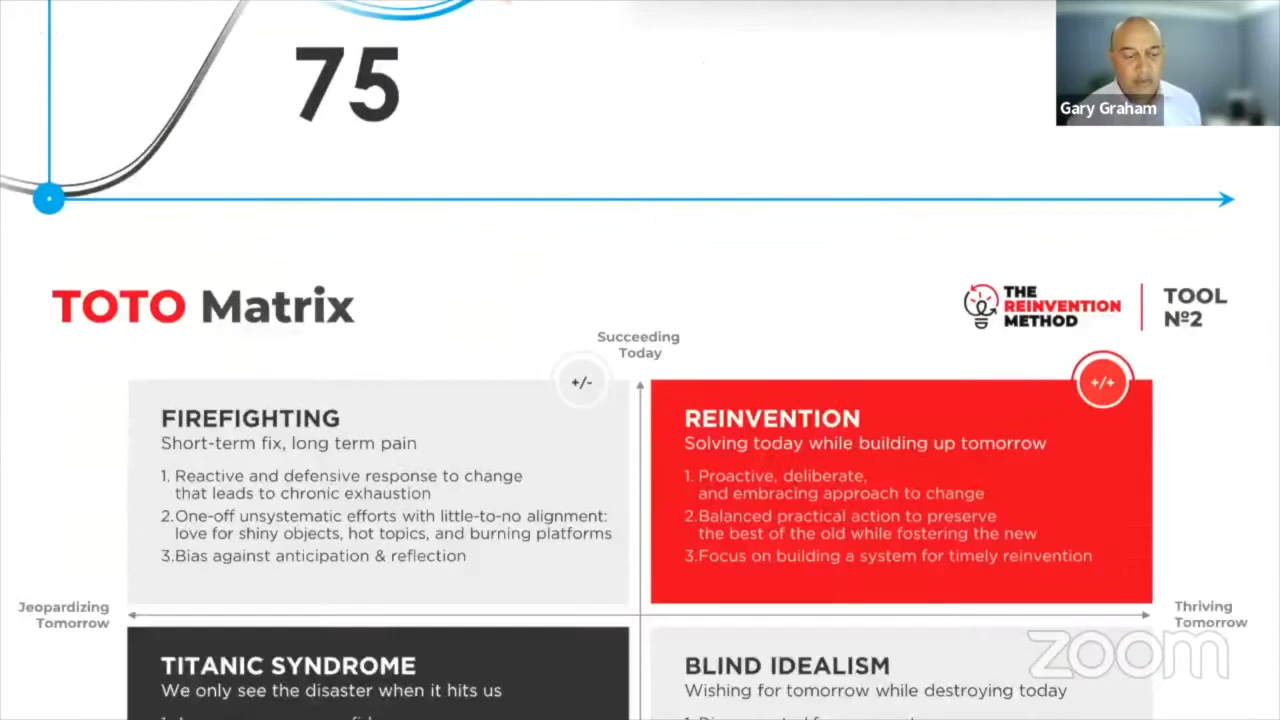 75
Gary Graham
TOTO Matrix
THE
REINVENTION
METHOD
TOOL
№2
Succeeding
Today
+/-
+/+
FIREFIGHTING
Short-term fix, long term pain
1. Reactive and defensive response to change
that leads to chronic exhaustion
2.One-off unsystematic efforts with little-to-no alignment:
love for shiny objects, hot topics, and burning platforms
3.Bias against anticipation & reflection
REINVENTION
Solving today while building up tomorrow
1. Proactive, deliberate,
and embracing approach to change
2.Balanced practical action to preserve
the best of the old while fostering the new
3.Focus on building a system for timely reinvention
Jeopardizing
Tomorrow
Thriving
Tomorrow
TITANIC SYNDROME
We only see the disaster when it hits us
BLIND IDEALISM
Wishing for tomorrow while destroying today
zoom